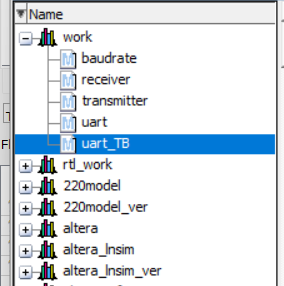 Name
work
baudrate
receiver
transmitter
uart
uart_TB
rtl_work
220model
220model_ver
altera
altera_lnsim
altera_lnsim_ver